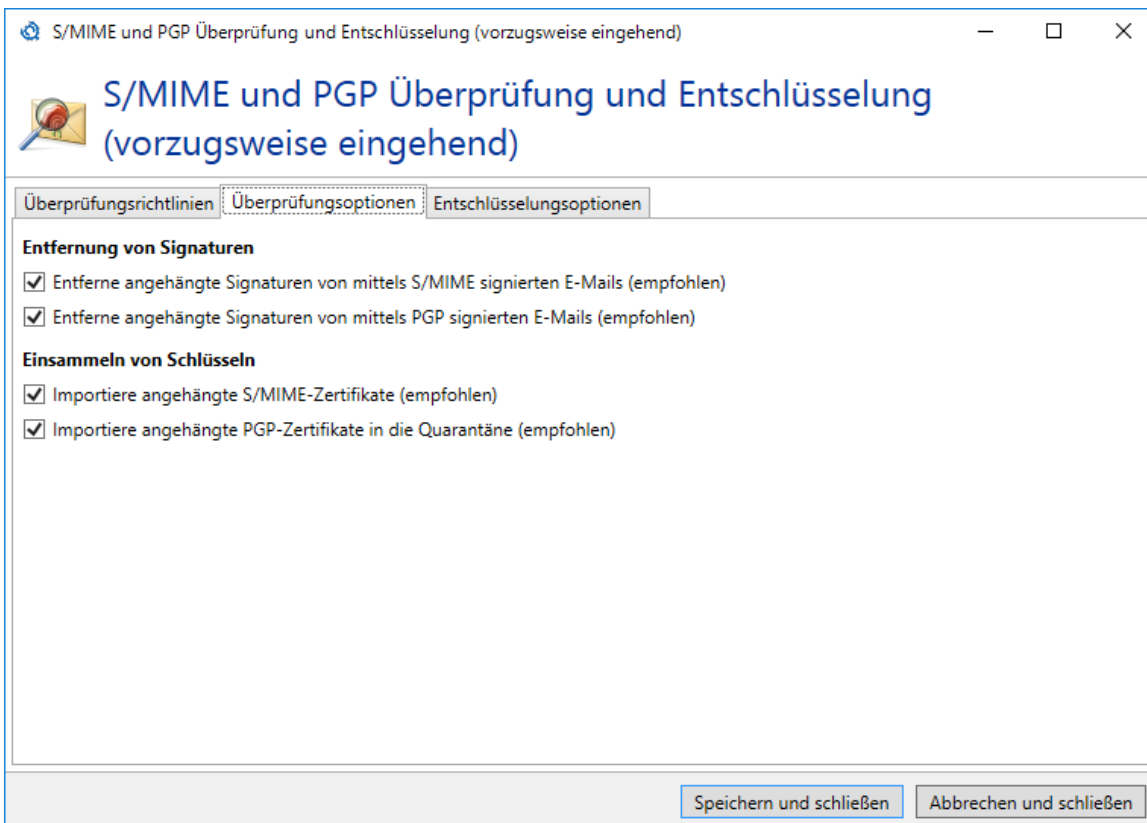 S/MIME und PGP Überprüfung und Entschlüsselung (vorzugsweise eingehend)
S/MIME und PGP Überprüfung und Entschlüsselung
(vorzugsweise eingehend)
Überprüfungsrichtlinien Überprüfungsoptionen Entschlüsselungsoptionen
Entfernung von Signaturen
Entferne angehängte Signaturen von mittels S/MIME signierten E-Mails (empfohlen)
Entferne angehängte Signaturen von mittels PGP signierten E-Mails (empfohlen)
Einsammeln von Schlüsseln
Importiere angehängte S/MIME-Zertifikate (empfohlen)
Importiere angehängte PGP-Zertifikate in die Quarantäne (empfohlen)
Speichern und schließen Abbrechen und schließen